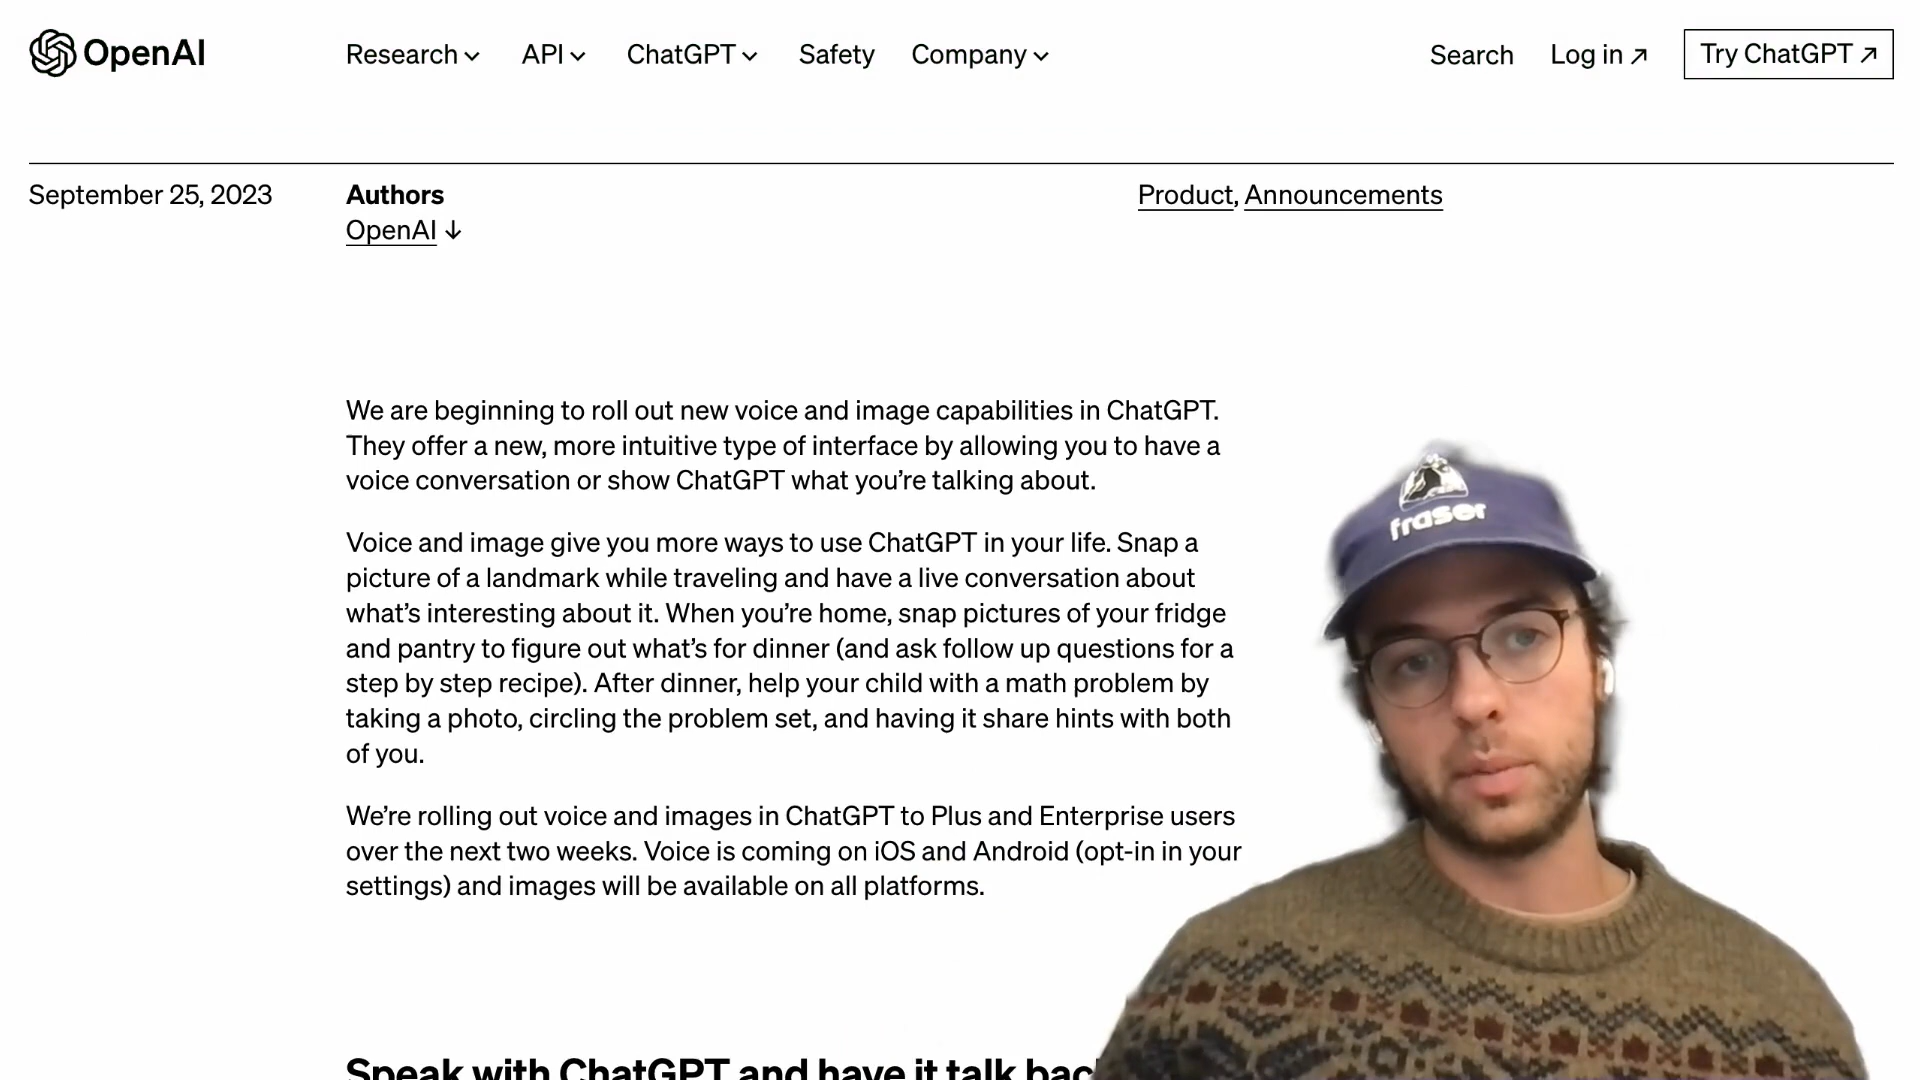 OpenAI
Research
API
ChatGPT
Safety
Company
Search
Log in ↗
Try ChatGPT ↗
September 25, 2023
Authors
OpenAI ↓
Product, Announcements
We are beginning to roll out new voice and image capabilities in ChatGPT.
They offer a new, more intuitive type of interface by allowing you to have a
voice conversation or show ChatGPT what you’re talking about.
Voice and image give you more ways to use ChatGPT in your life. Snap a
picture of a landmark while traveling and have a live conversation about
what’s interesting about it. When you’re home, snap pictures of your fridge
and pantry to figure out what’s for dinner (and ask follow up questions for a
step by step recipe). After dinner, help your child with a math problem by
taking a photo, circling the problem set, and having it share hints with both
of you.
We’re rolling out voice and images in ChatGPT to Plus and Enterprise users
over the next two weeks. Voice is coming on iOS and Android (opt-in in your
settings) and images will be available on all platforms.
fraser
Speak with ChatGPT and have it talk back